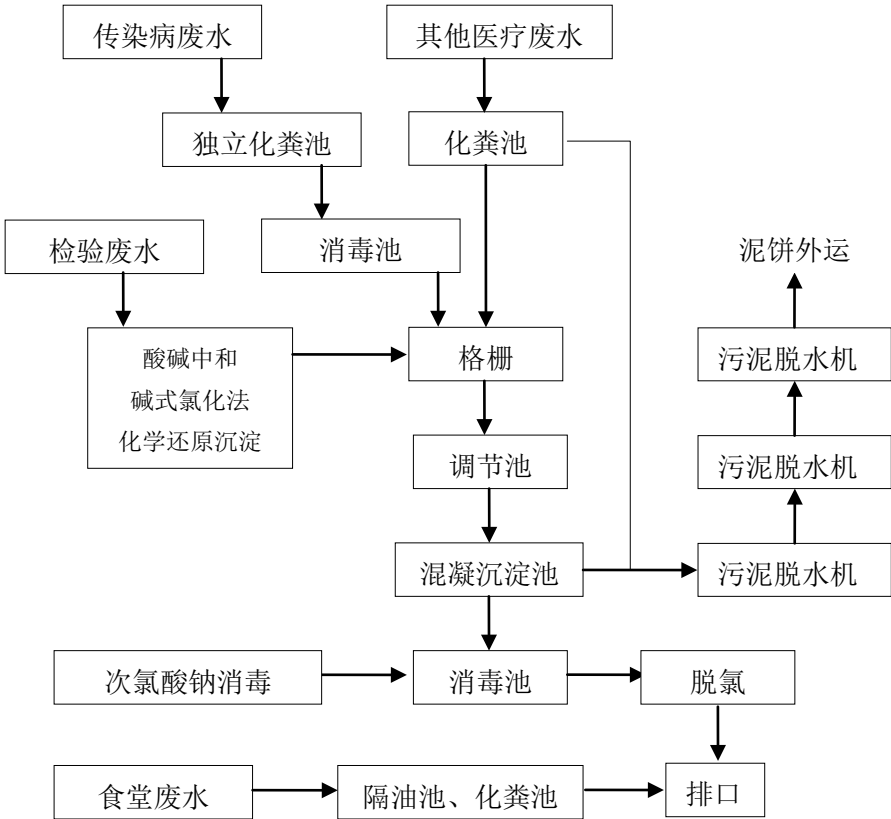 传染病废水
其他医疗废水
独立化粪池
化粪池
检验废水
消毒池
泥饼外运
酸碱中和
碱式氯化法
化学还原沉淀
格栅
污泥脱水机
调节池
污泥脱水机
混凝沉淀池
污泥脱水机
次氯酸钠消毒
消毒池
脱氯
食堂废水
隔油池、化粪池
排口